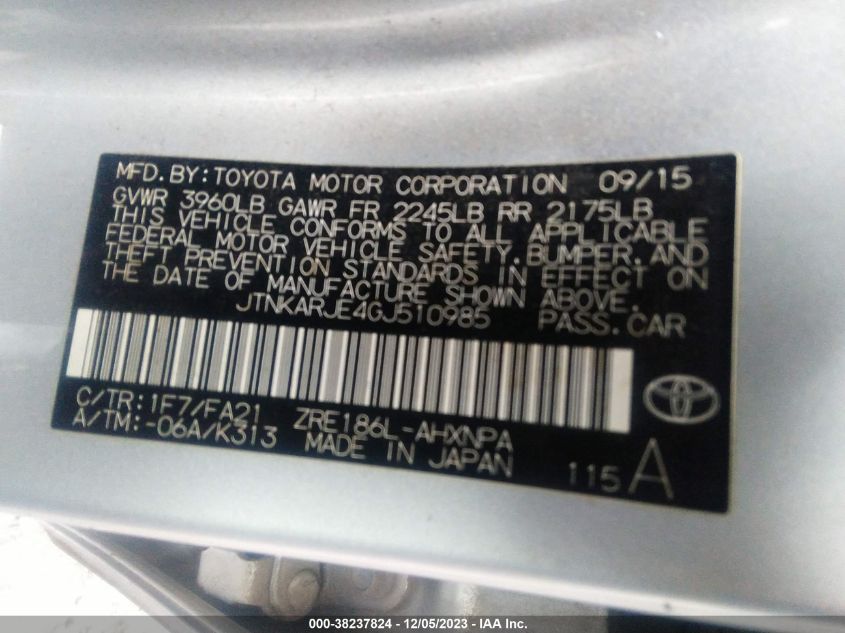 MFD. BY: TOYOTA MOTOR CORPORATION 09/15
GVWR 3960LB GAWR FR 2245LB RR 2175LB
THIS VEHICLE CONFORMS TO ALL APPLICABLE
FEDERAL MOTOR VEHICLE SAFETY, BUMPER, AND
THEFT PREVENTION STANDARDS IN EFFECT ON
THE DATE OF MANUFACTURE SHOWN ABOVE.
JTNKARJE4GJ510985 PASS. CAR
C/TR: 1F7/FA21 ZRE186L-AHXNPA
A/TM: -06A/K313 MADE IN JAPAN
115 A
000-38237824 - 12/05/2023 - IAA Inc.